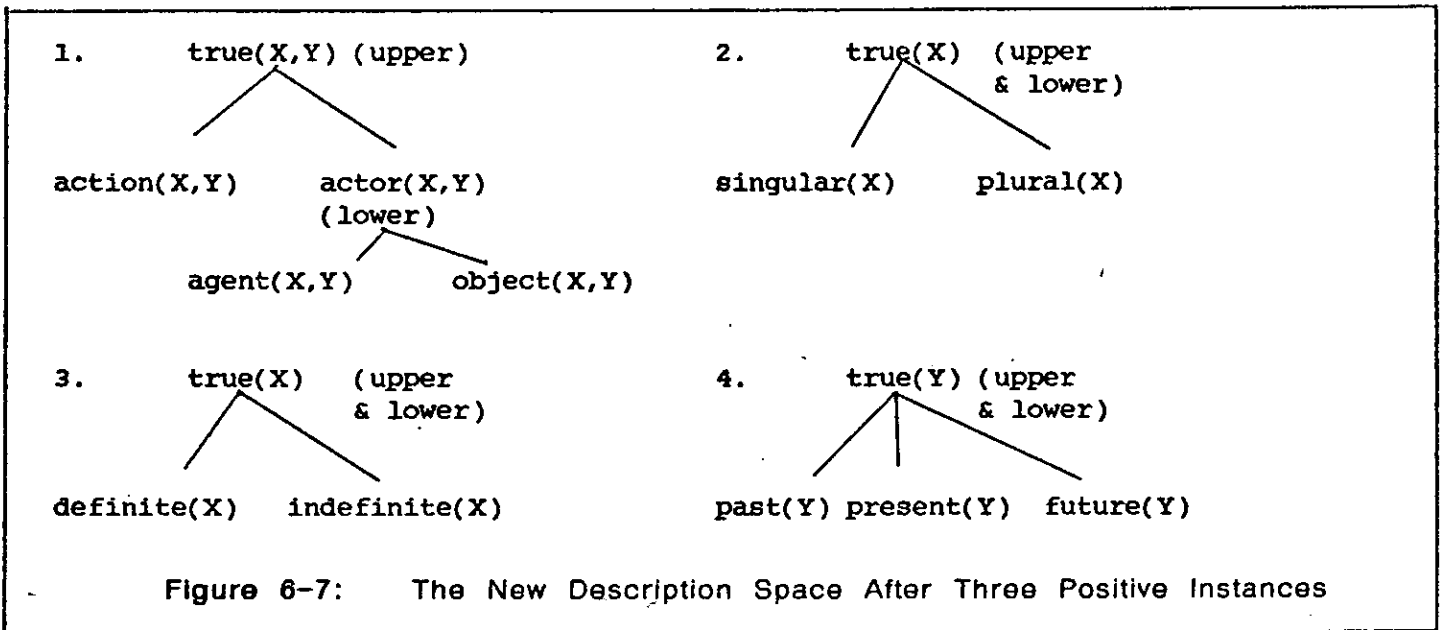 1. true(X,Y) (upper)
action(X,Y) actor(X,Y)
(lower)
agent(X,Y) object(X,Y)
2. true(X) (upper
& lower)
singular(X) plural(X)
3. true(X) (upper
& lower)
definite(X) indefinite(X)
4. true(Y) (upper
& lower)
past(Y) present(Y) future(Y)
Figure 6-7: The New Description Space After Three Positive Instances